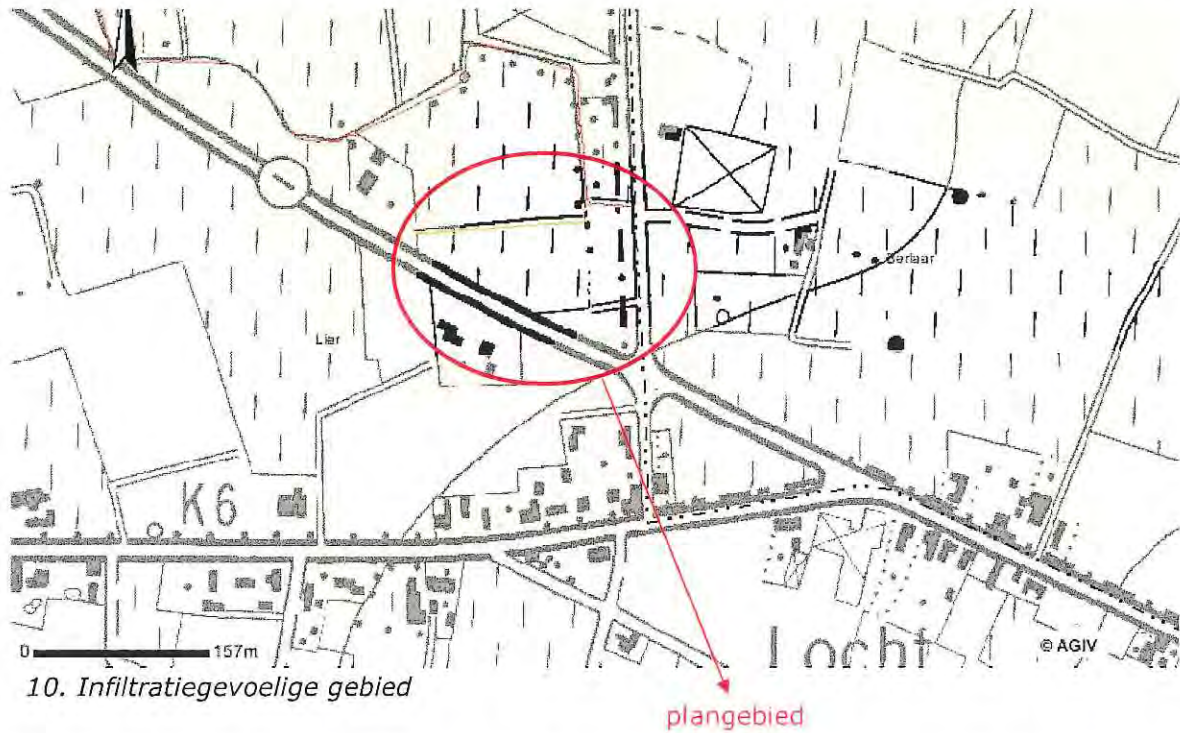 Berlaar
Lier
K6
Locht
0 157m
© AGIV
10. Infiltratiegevoelige gebied
plangebied